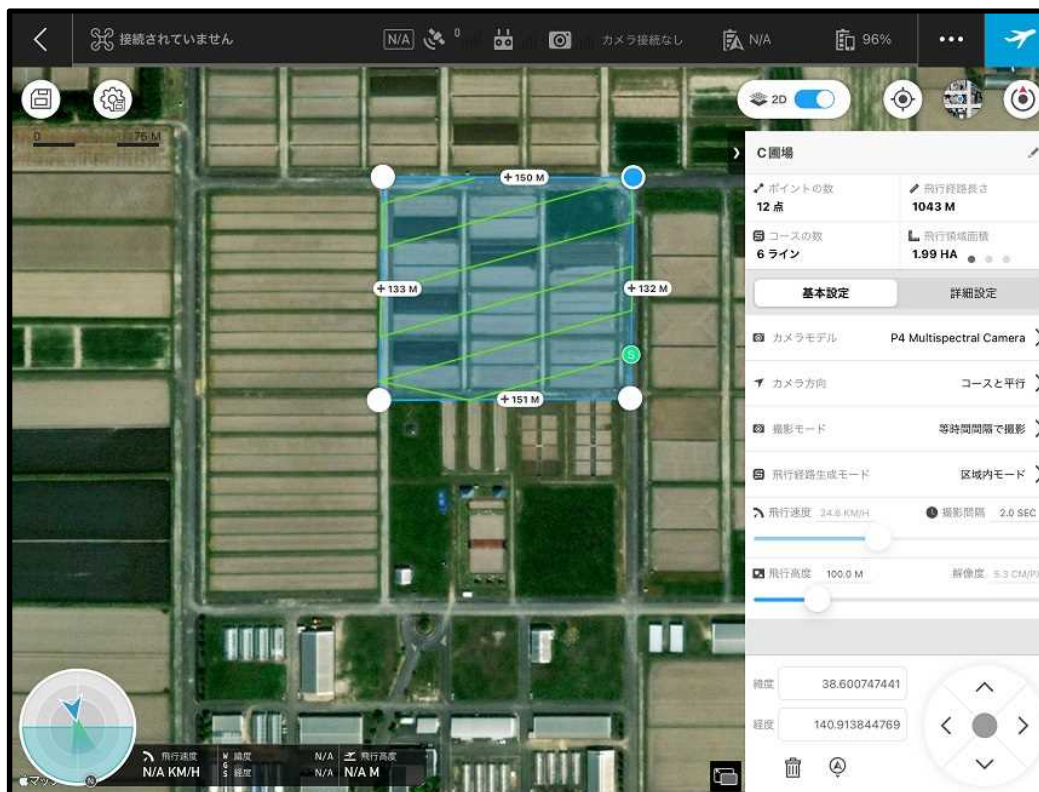 接続されていません
N/A
0
カメラ接続なし
N/A
96%
2D
0 75 M
C圃場
ポイントの数
12 点
飛行経路長さ
1043 M
コースの数
6 ライン
飛行領域面積
1.99 HA
基本設定
詳細設定
カメラモデル P4 Multispectral Camera
カメラ方向 コースと平行
撮影モード 等時間間隔で撮影
飛行経路生成モード 区域内モード
飛行速度 24.6 KM/H
撮影間隔 2.0 SEC
飛行高度 100.0 M
解像度 5.3 CM/PX
緯度 38.600747441
経度 140.913844769
+ 150 M
+ 133 M
+ 132 M
S
+ 151 M
飛行速度
N/A KM/H
W
G
S
緯度 N/A
経度 N/A
飛行高度
N/A M
マップ
N